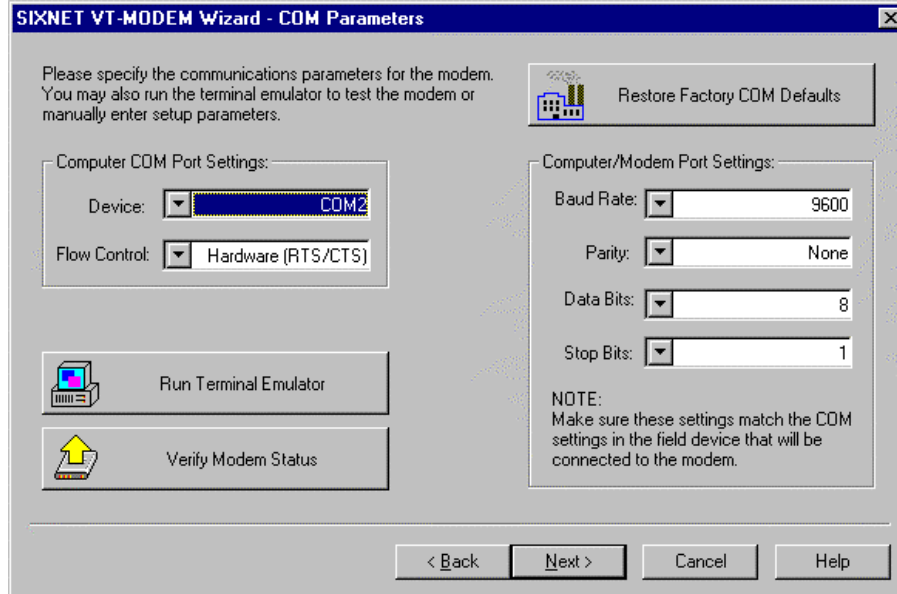 SIXNET VT-MODEM Wizard - COM Parameters
Please specify the communications parameters for the modem.
You may also run the terminal emulator to test the modem or
manually enter setup parameters.
Restore Factory COM Defaults
Computer COM Port Settings:
Device: COM2
Flow Control: Hardware (RTS/CTS)
Computer/Modem Port Settings:
Baud Rate: 9600
Parity: None
Data Bits: 8
Stop Bits: 1
NOTE:
Make sure these settings match the COM
settings in the field device that will be
connected to the modem.
Run Terminal Emulator
Verify Modem Status
< Back
Next >
Cancel
Help